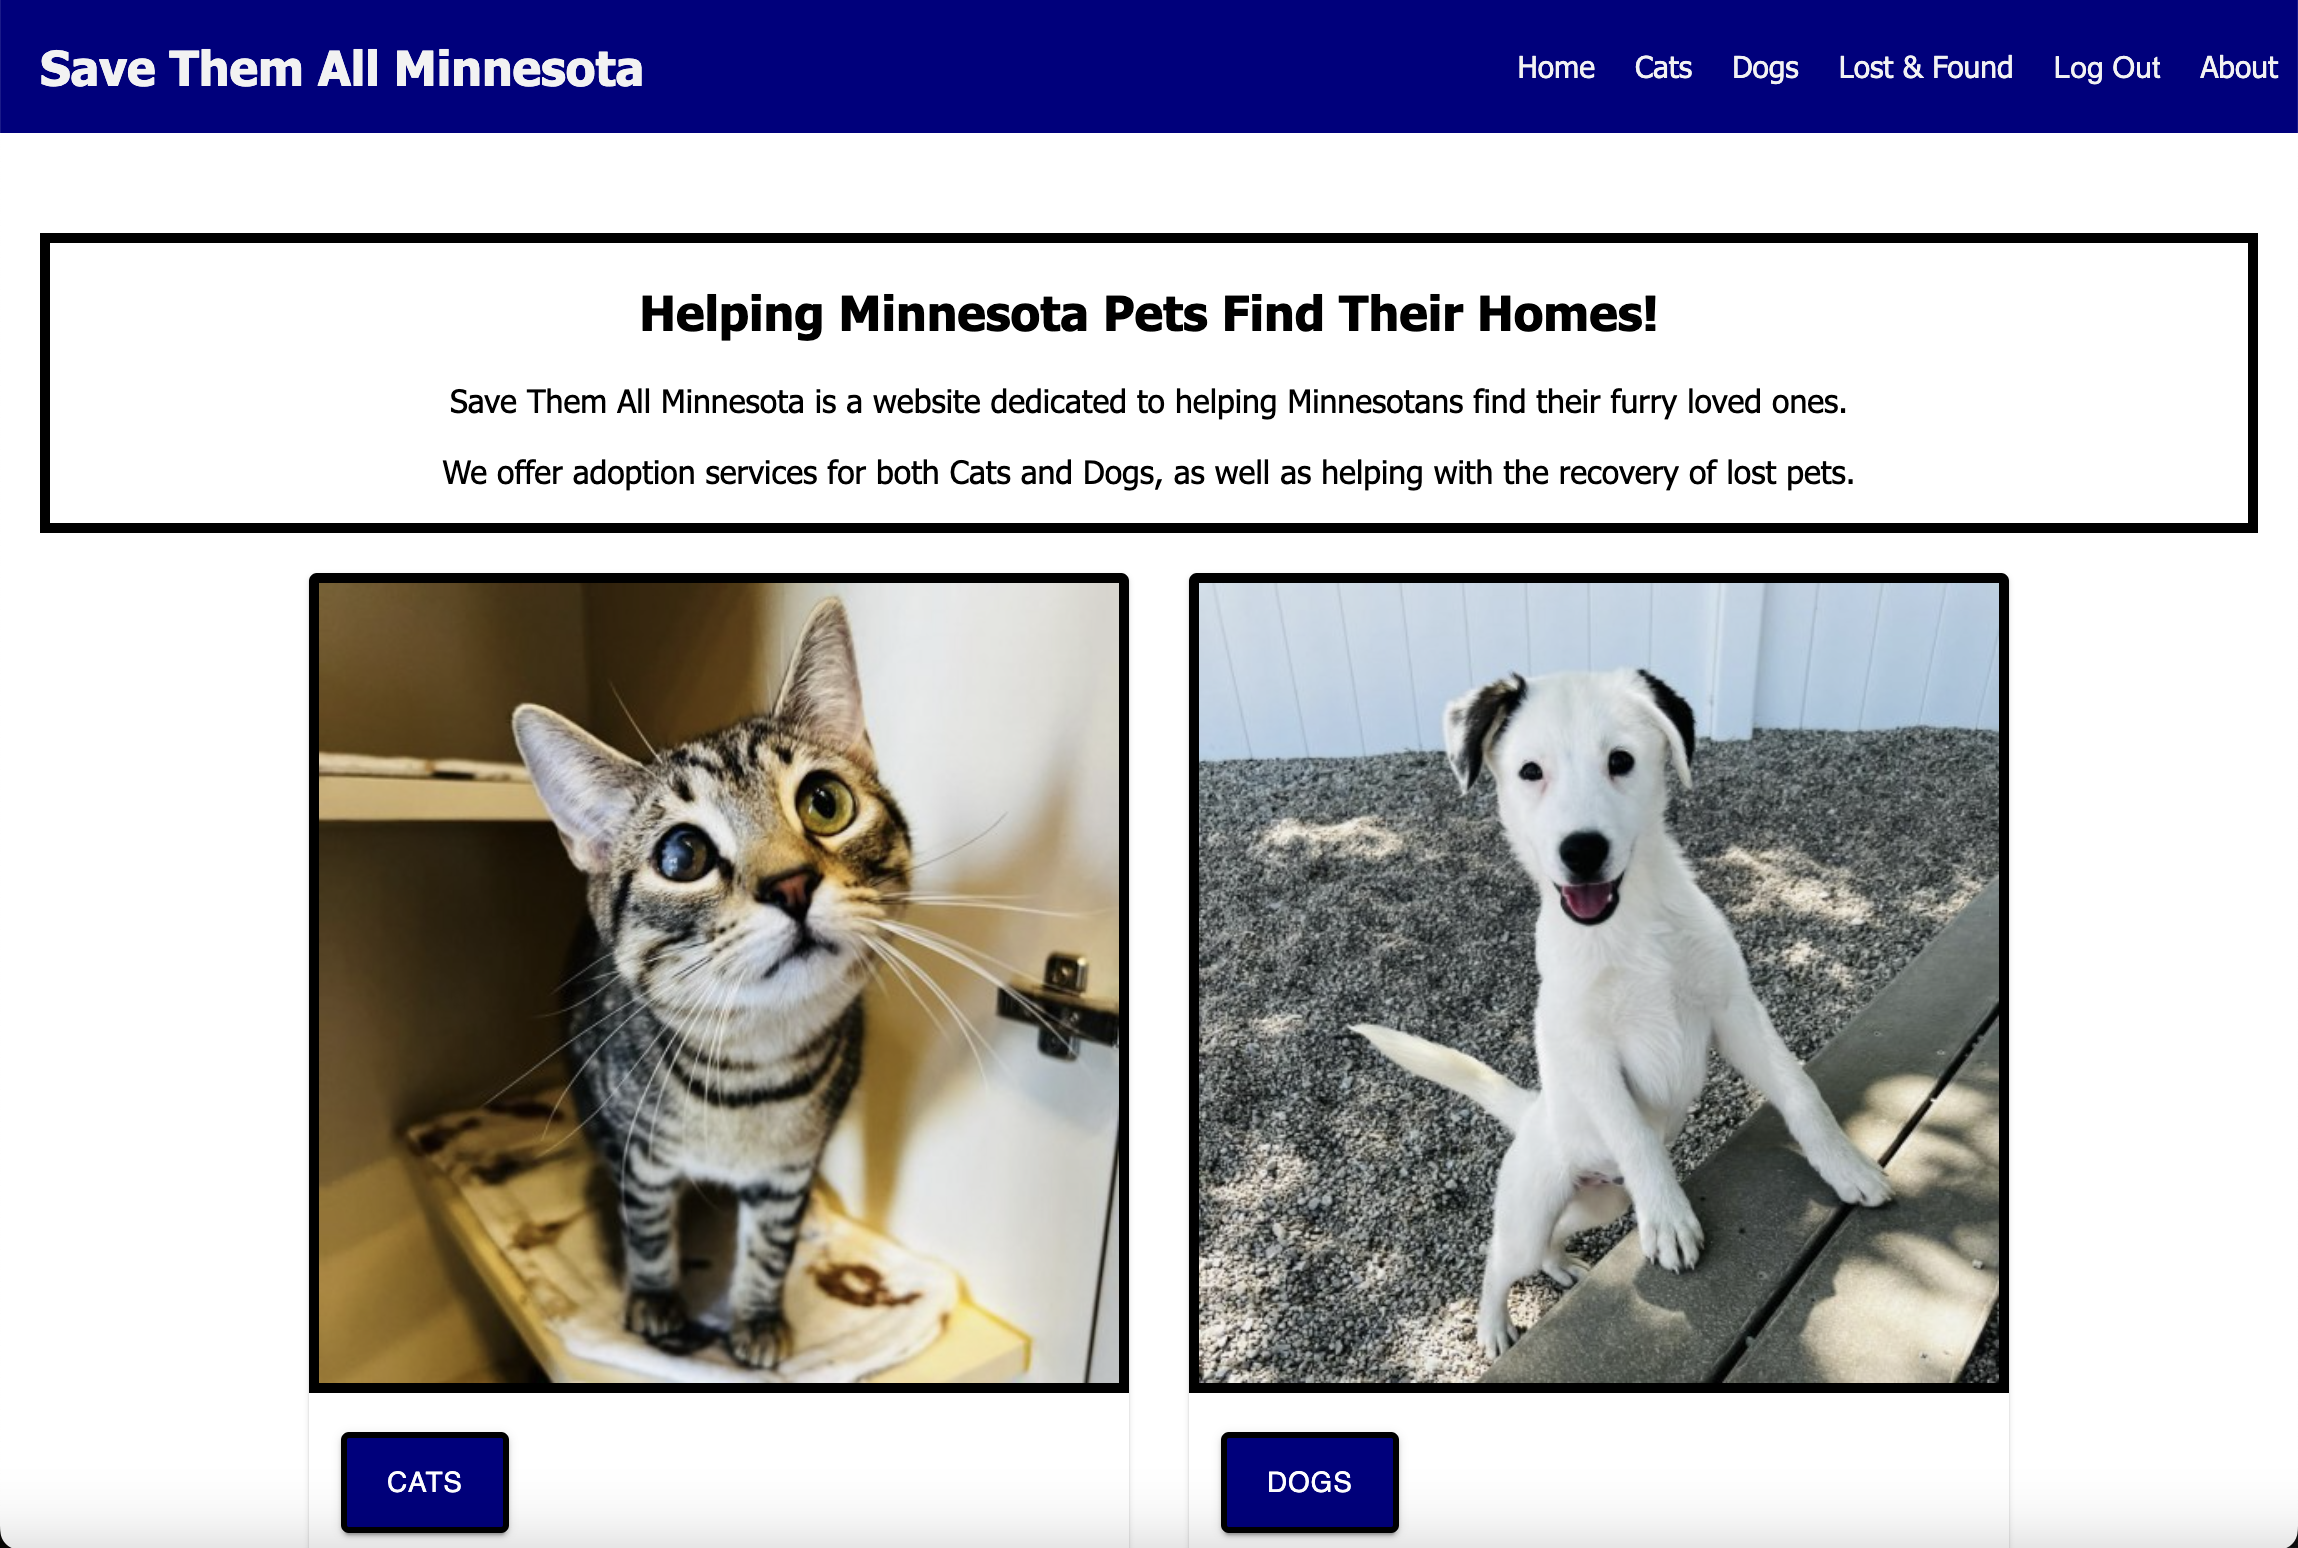 Save Them All Minnesota
Home Cats Dogs Lost & Found Log Out About
Helping Minnesota Pets Find Their Homes!
Save Them All Minnesota is a website dedicated to helping Minnesotans find their furry loved ones.
We offer adoption services for both Cats and Dogs, as well as helping with the recovery of lost pets.
CATS
DOGS